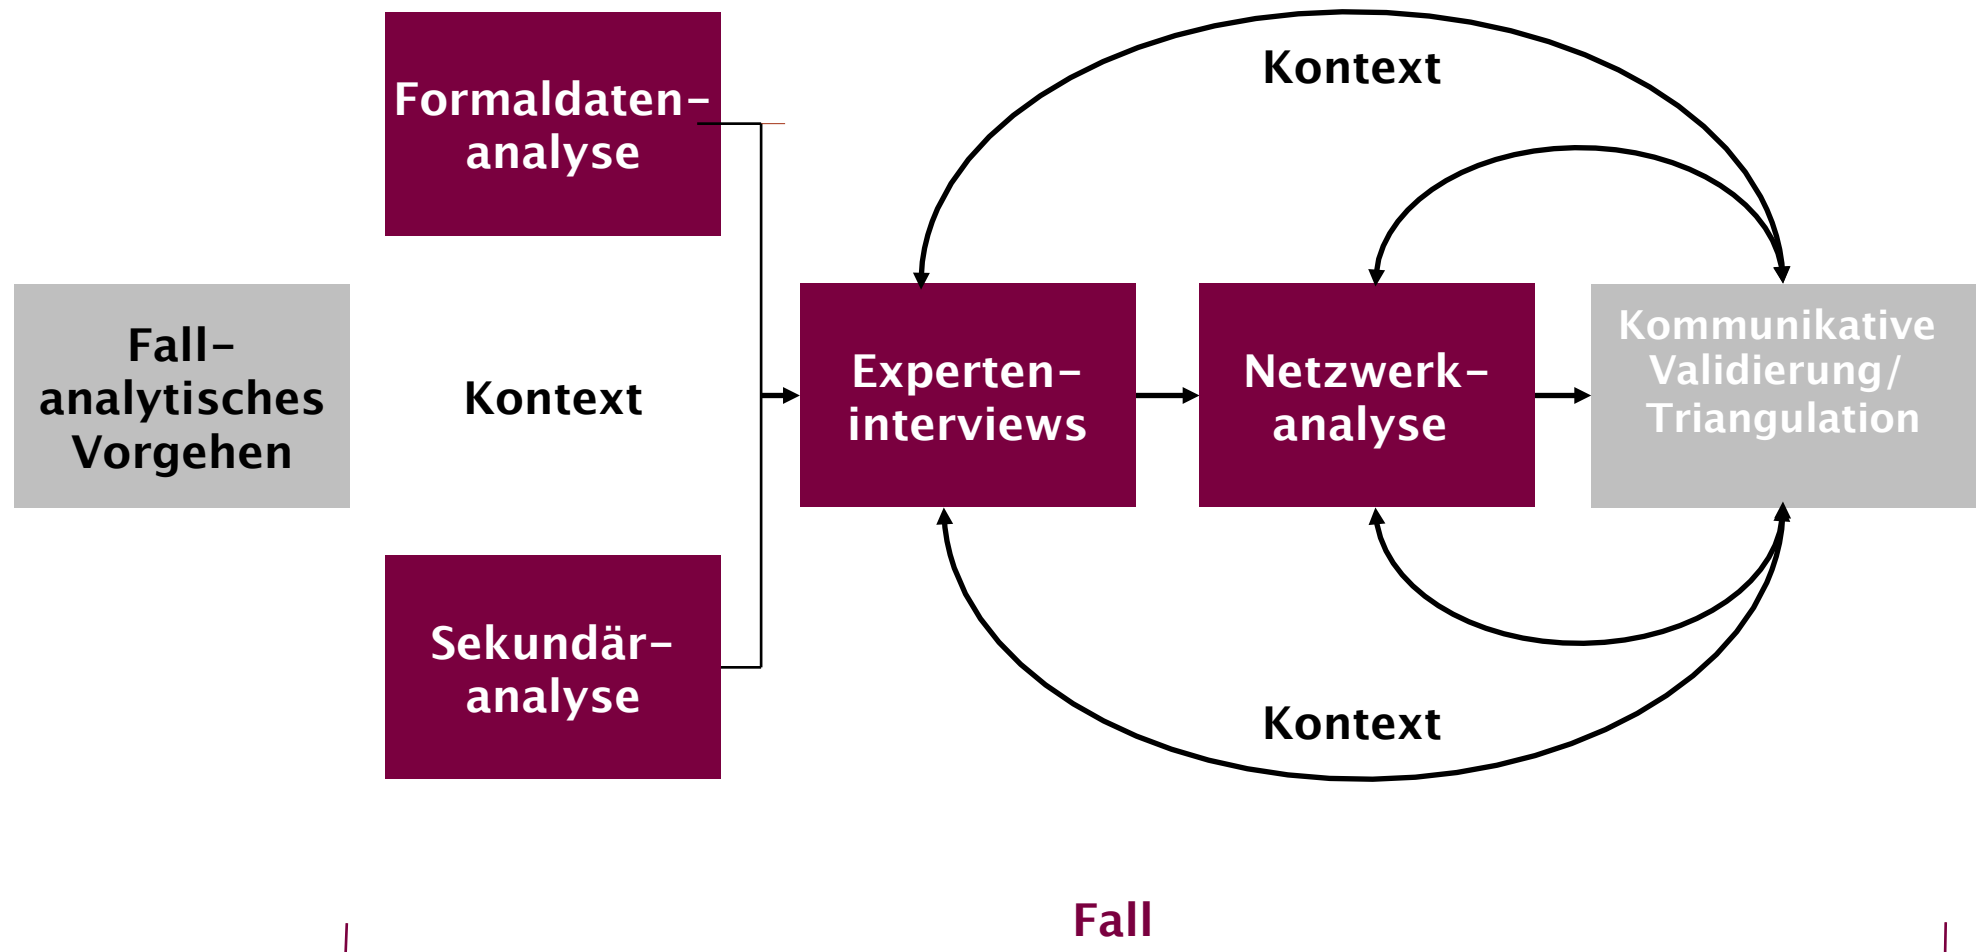 Formaldaten-
analyse
Kontext
Fall-
analytisches
Vorgehen
Kontext
Experten-
interviews
Netzwerk-
analyse
Kommunikative
Validierung/
Triangulation
Sekundär-
analyse
Kontext
Fall